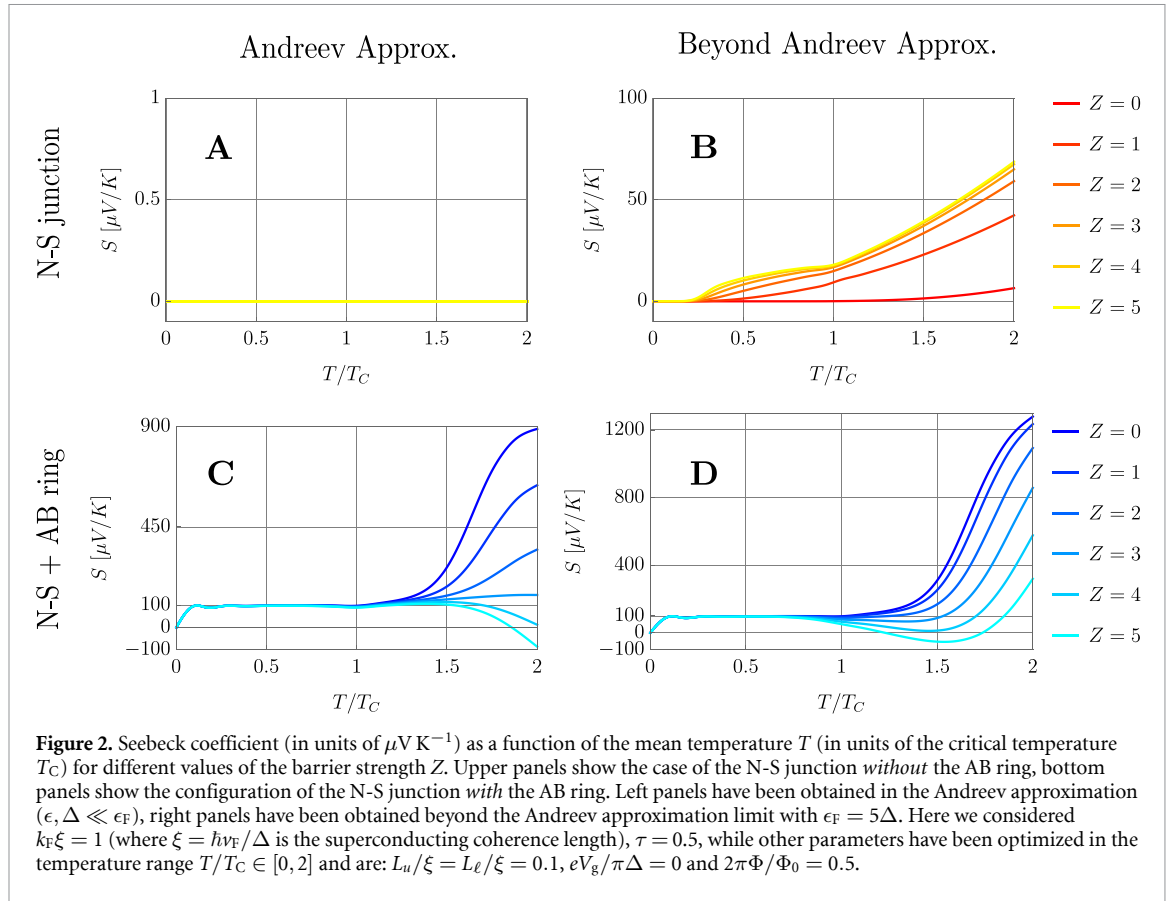 Andreev Approx.
Beyond Andreev Approx.
N-S junction
A
S [μV/K]
1
0.5
0
0
0.5
1
1.5
2
T/T_C
B
S [μV/K]
100
50
0
0
0.5
1
1.5
2
T/T_C
Z = 0
Z = 1
Z = 2
Z = 3
Z = 4
Z = 5
N-S + AB ring
C
S [μV/K]
900
450
100
0
−100
0
0.5
1
1.5
2
T/T_C
D
S [μV/K]
1200
800
400
100
0
−100
0
0.5
1
1.5
2
T/T_C
Z = 0
Z = 1
Z = 2
Z = 3
Z = 4
Z = 5
Figure 2. Seebeck coefficient (in units of μV K⁻¹) as a function of the mean temperature T (in units of the critical temperature
T_C) for different values of the barrier strength Z. Upper panels show the case of the N-S junction without the AB ring, bottom
panels show the configuration of the N-S junction with the AB ring. Left panels have been obtained in the Andreev approximation
(ϵ, Δ ≪ ϵ_F), right panels have been obtained beyond the Andreev approximation limit with ϵ_F = 5Δ. Here we considered
k_Fξ = 1 (where ξ = ℏv_F/Δ is the superconducting coherence length), τ = 0.5, while other parameters have been optimized in the
temperature range T/T_C ∈ [0, 2] and are: L_u/ξ = L_ℓ/ξ = 0.1, eV_g/πΔ = 0 and 2πΦ/Φ₀ = 0.5.